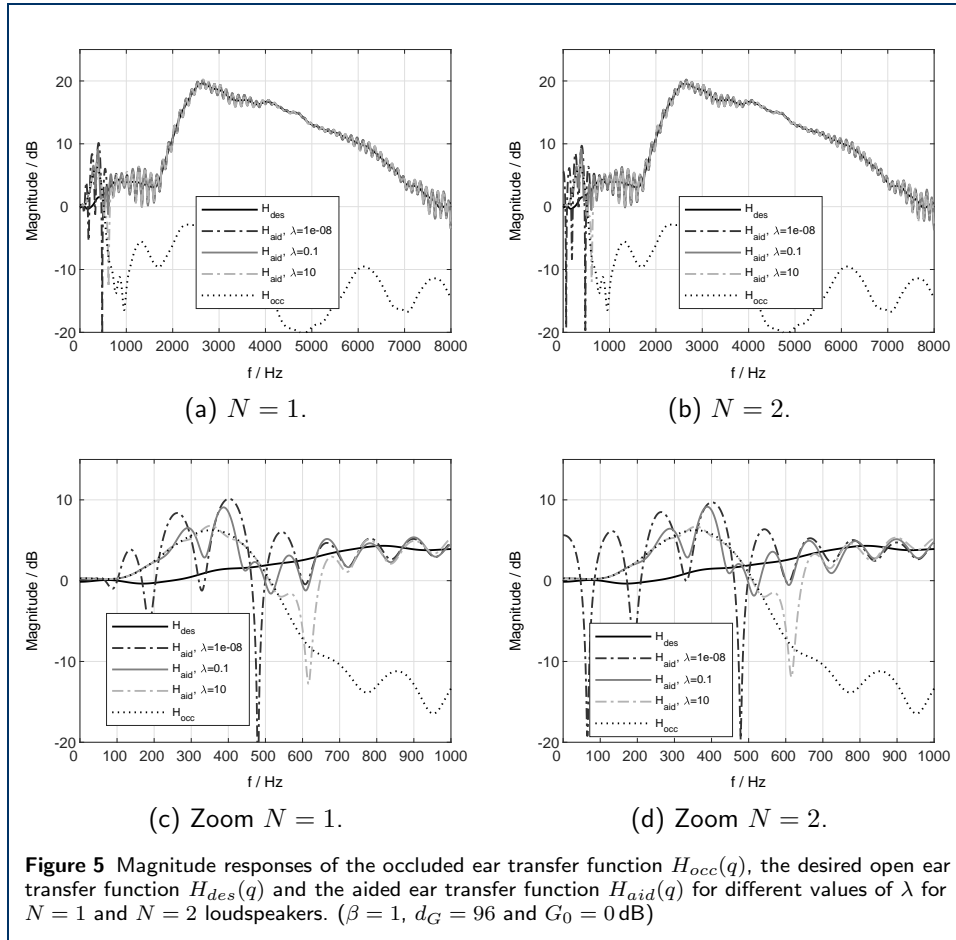 20
10
0
-10
-20
Magnitude / dB
0 1000 2000 3000 4000 5000 6000 7000 8000
f / Hz
H_des
H_aid, λ=1e-08
H_aid, λ=0.1
H_aid, λ=10
H_occ
(a) N = 1.
20
10
0
-10
-20
Magnitude / dB
0 1000 2000 3000 4000 5000 6000 7000 8000
f / Hz
H_des
H_aid, λ=1e-08
H_aid, λ=0.1
H_aid, λ=10
H_occ
(b) N = 2.
10
0
-10
-20
Magnitude / dB
0 100 200 300 400 500 600 700 800 900 1000
f / Hz
H_des
H_aid, λ=1e-08
H_aid, λ=0.1
H_aid, λ=10
H_occ
(c) Zoom N = 1.
10
0
-10
-20
Magnitude / dB
0 100 200 300 400 500 600 700 800 900 1000
f / Hz
H_des
H_aid, λ=1e-08
H_aid, λ=0.1
H_aid, λ=10
H_occ
(d) Zoom N = 2.
Figure 5 Magnitude responses of the occluded ear transfer function H_occ(q), the desired open ear
transfer function H_des(q) and the aided ear transfer function H_aid(q) for different values of λ for
N = 1 and N = 2 loudspeakers. (β = 1, d_G = 96 and G_0 = 0 dB)